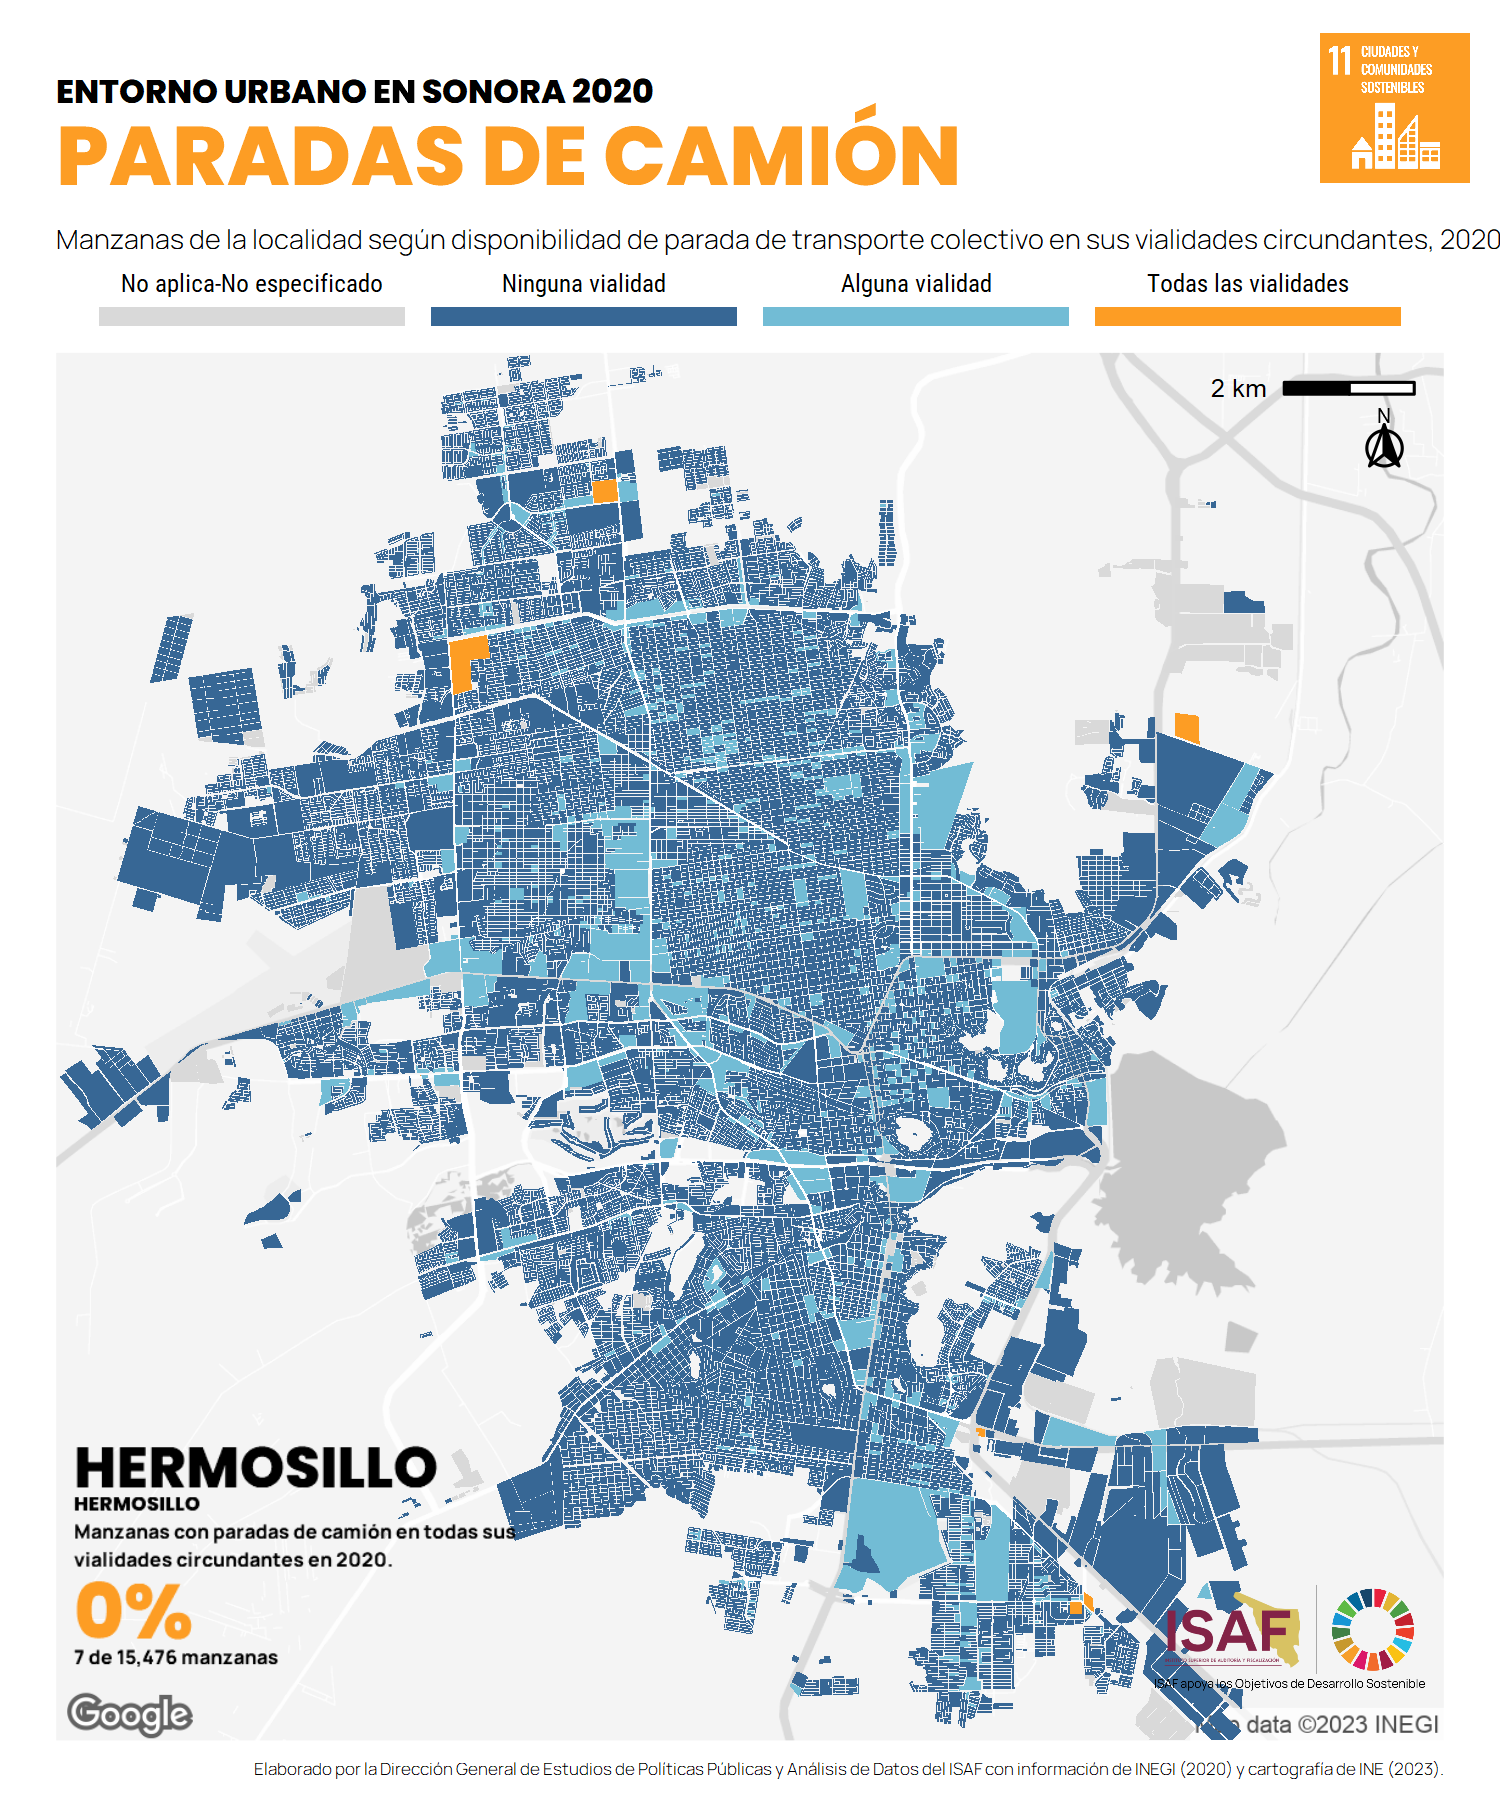 ENTORNO URBANO EN SONORA 2020
PARADAS DE CAMIÓN
11 CIUDADES Y
COMUNIDADES
SOSTENIBLES
Manzanas de la localidad según disponibilidad de parada de transporte colectivo en sus vialidades circundantes, 2020
No aplica-No especificado
Ninguna vialidad
Alguna vialidad
Todas las vialidades
2 km
N
HERMOSILLO
HERMOSILLO
Manzanas con paradas de camión en todas sus
vialidades circundantes en 2020.
0%
7 de 15,476 manzanas
ISAF
INSTITUTO SUPERIOR DE AUDITORÍA Y FISCALIZACIÓN
ISAF apoya los Objetivos de Desarrollo Sostenible
Google
data ©2023 INEGI
Elaborado por la Dirección General de Estudios de Políticas Públicas y Análisis de Datos del ISAF con información de INEGI (2020) y cartografía de INE (2023).